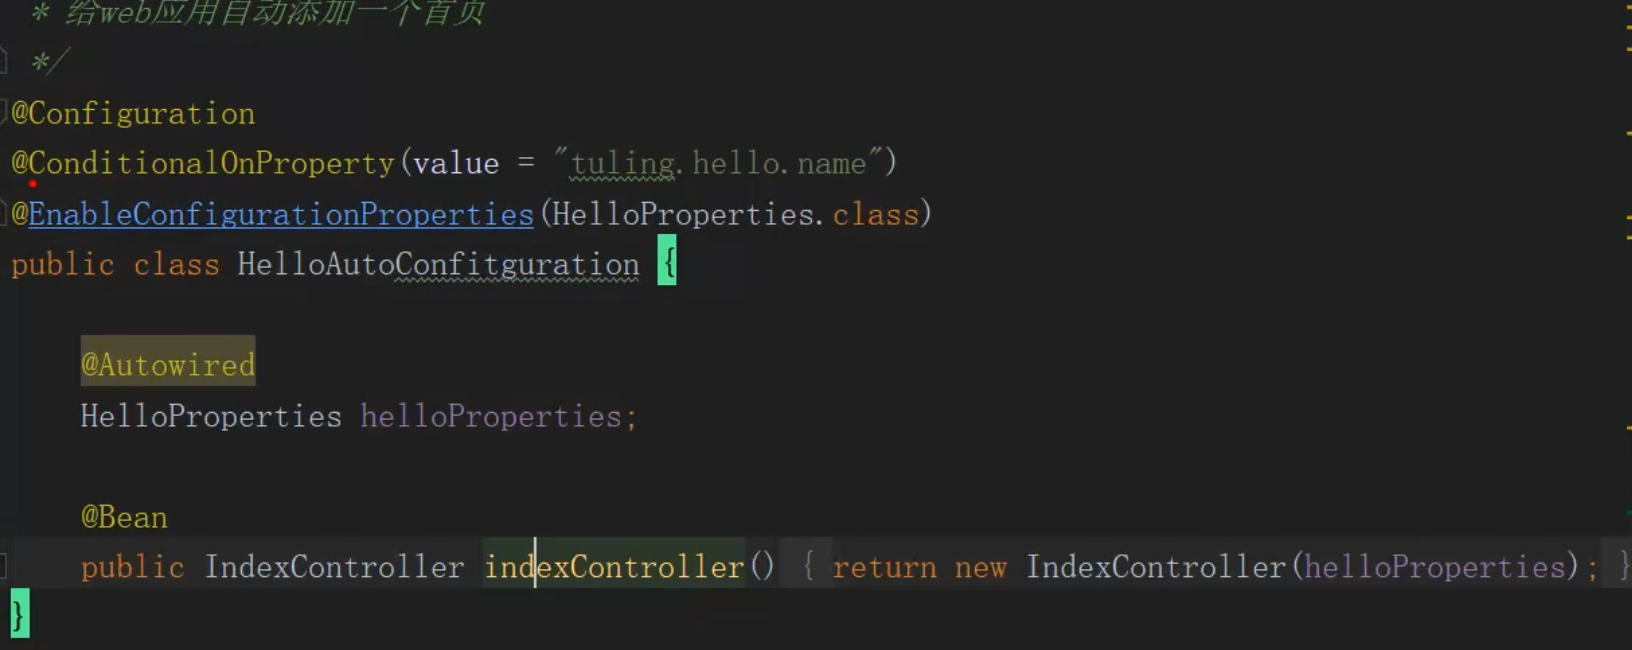 * 给web应用自动添加一个首页
*/
@Configuration
@ConditionalOnProperty(value = "tuling.hello.name")
@EnableConfigurationProperties(HelloProperties.class)
public class HelloAutoConfitguration {
@Autowired
HelloProperties helloProperties;
@Bean
public IndexController indexController() { return new IndexController(helloProperties); }
}